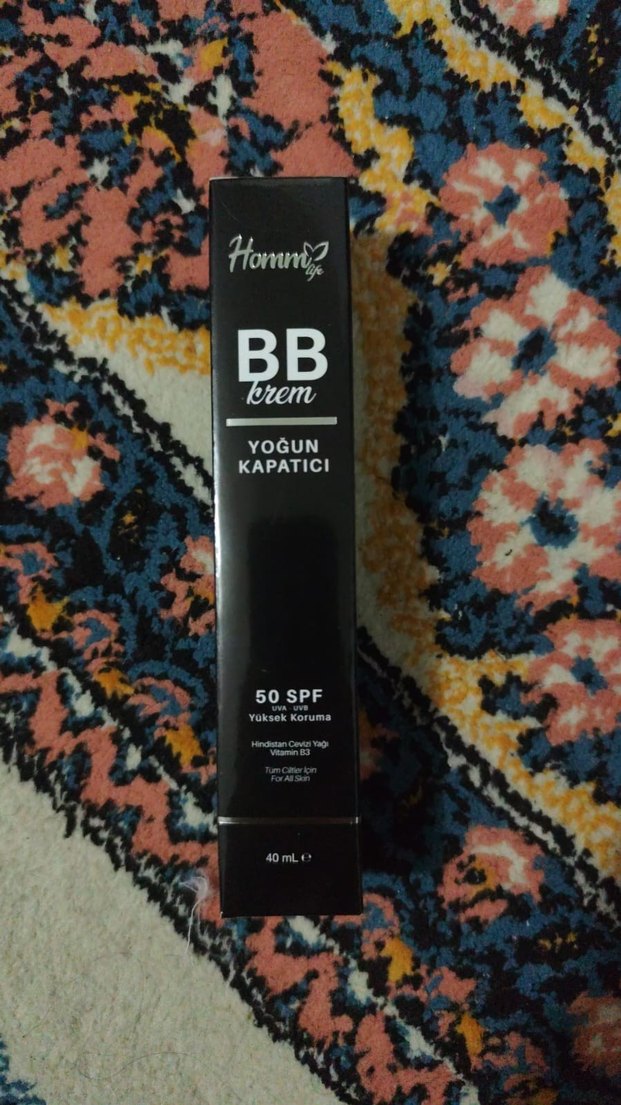 Homm
life
BB
krem
YOĞUN
KAPATICI
50 SPF
UVA - UVB
Yüksek Koruma
Hindistan Cevizi Yağı
Vitamin B3
Tüm Ciltler İçin
For All Skin
40 mL ℮